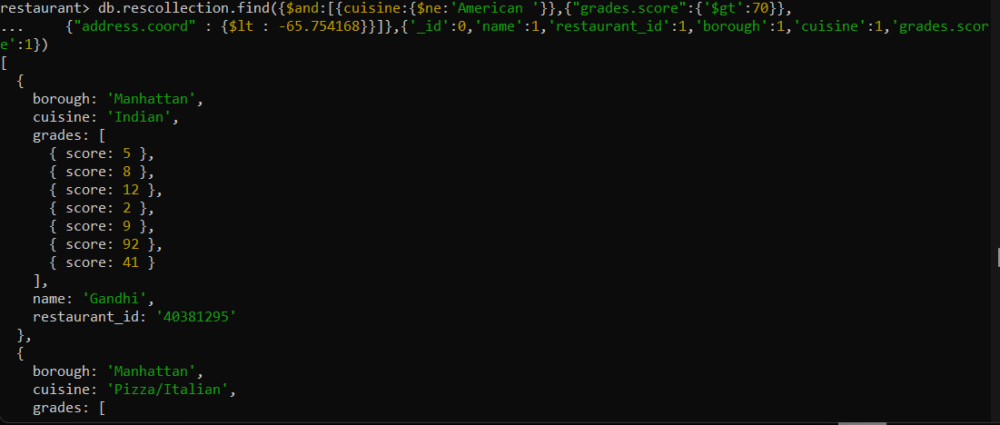 restaurant> db.rescollection.find({$and:[{cuisine:{$ne:'American '}},{"grades.score":{'$gt':70}},
...     {"address.coord" : {$lt : -65.754168}}]},{'_id':0,'name':1,'restaurant_id':1,'borough':1,'cuisine':1,'grades.scor
e':1})
[
  {
    borough: 'Manhattan',
    cuisine: 'Indian',
    grades: [
      { score: 5 },
      { score: 8 },
      { score: 12 },
      { score: 2 },
      { score: 9 },
      { score: 92 },
      { score: 41 }
    ],
    name: 'Gandhi',
    restaurant_id: '40381295'
  },
  {
    borough: 'Manhattan',
    cuisine: 'Pizza/Italian',
    grades: [